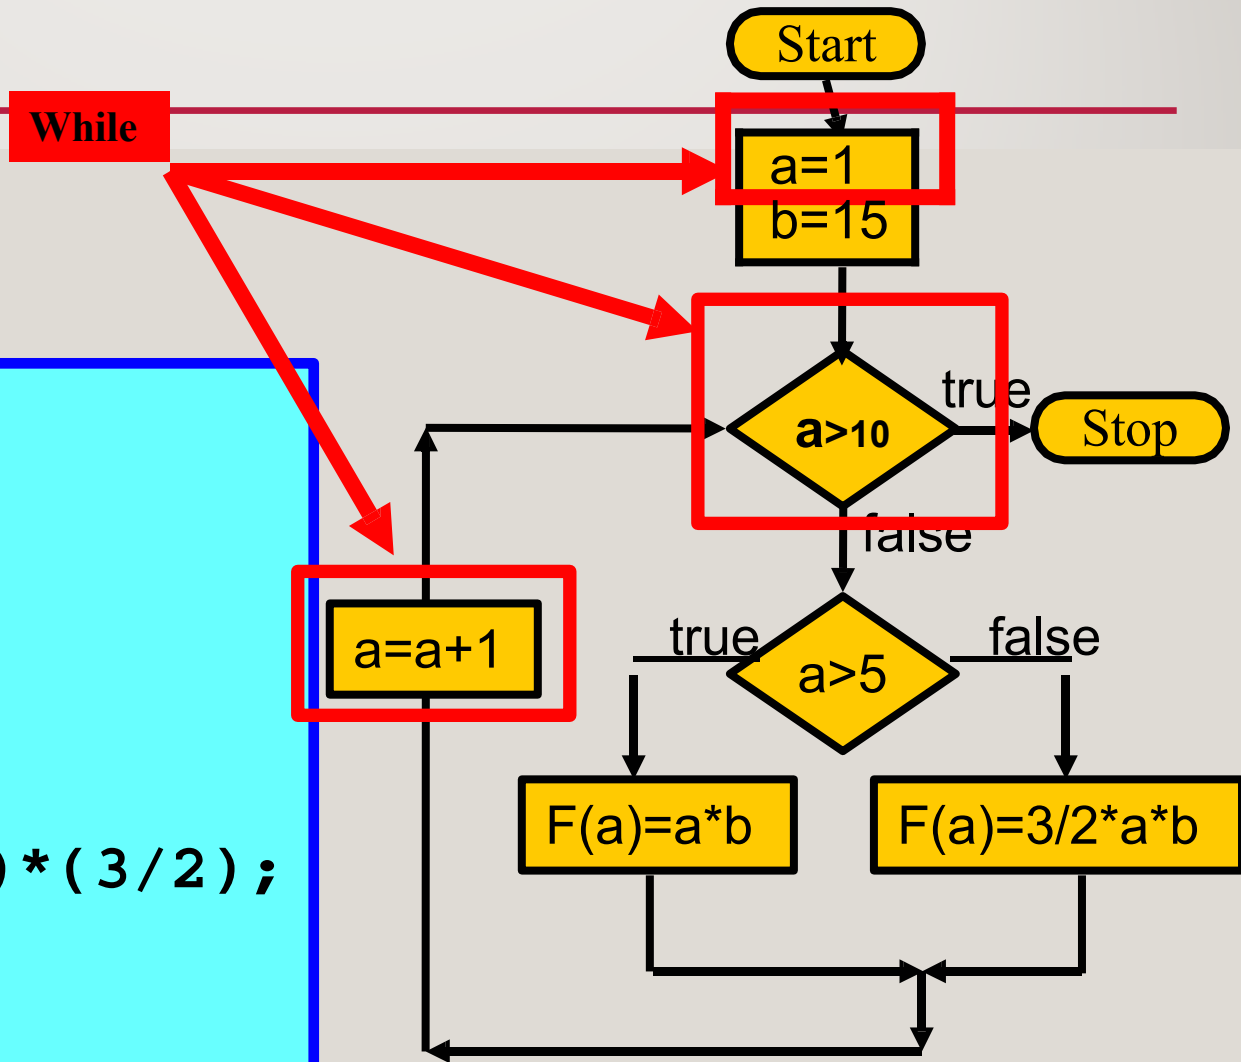 Start
While
a=1
b=15
true
a>10
Stop
false
true
false
a=a+1
a>5
F(a)=a*b
F(a)=3/2*a*b
)*(3/2);